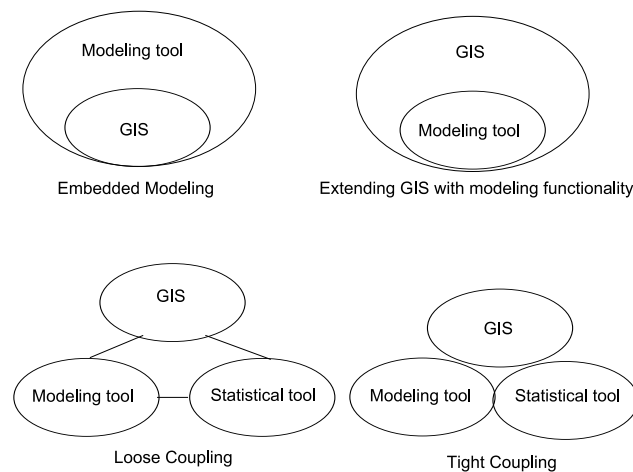 Modeling tool
GIS
Embedded Modeling
GIS
Modeling tool
Extending GIS with modeling functionality
GIS
Modeling tool
Statistical tool
Loose Coupling
GIS
Modeling tool
Statistical tool
Tight Coupling